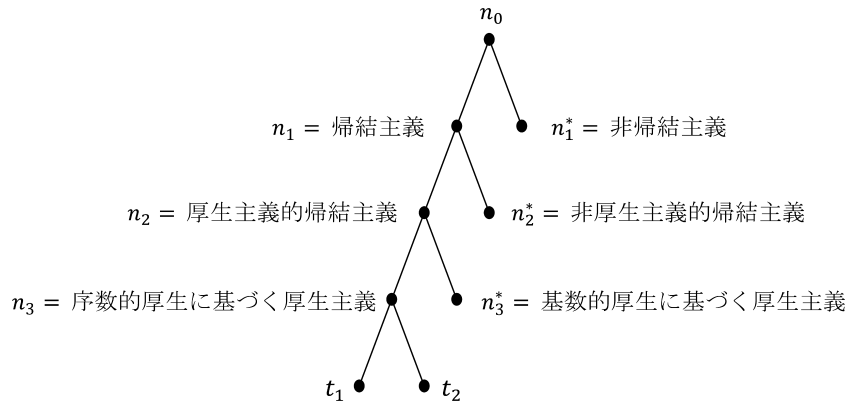 n₀
n₁ = 帰結主義 n₁* = 非帰結主義
n₂ = 厚生主義的帰結主義 n₂* = 非厚生主義的帰結主義
n₃ = 序数的厚生に基づく厚生主義 n₃* = 基数的厚生に基づく厚生主義
t₁ t₂